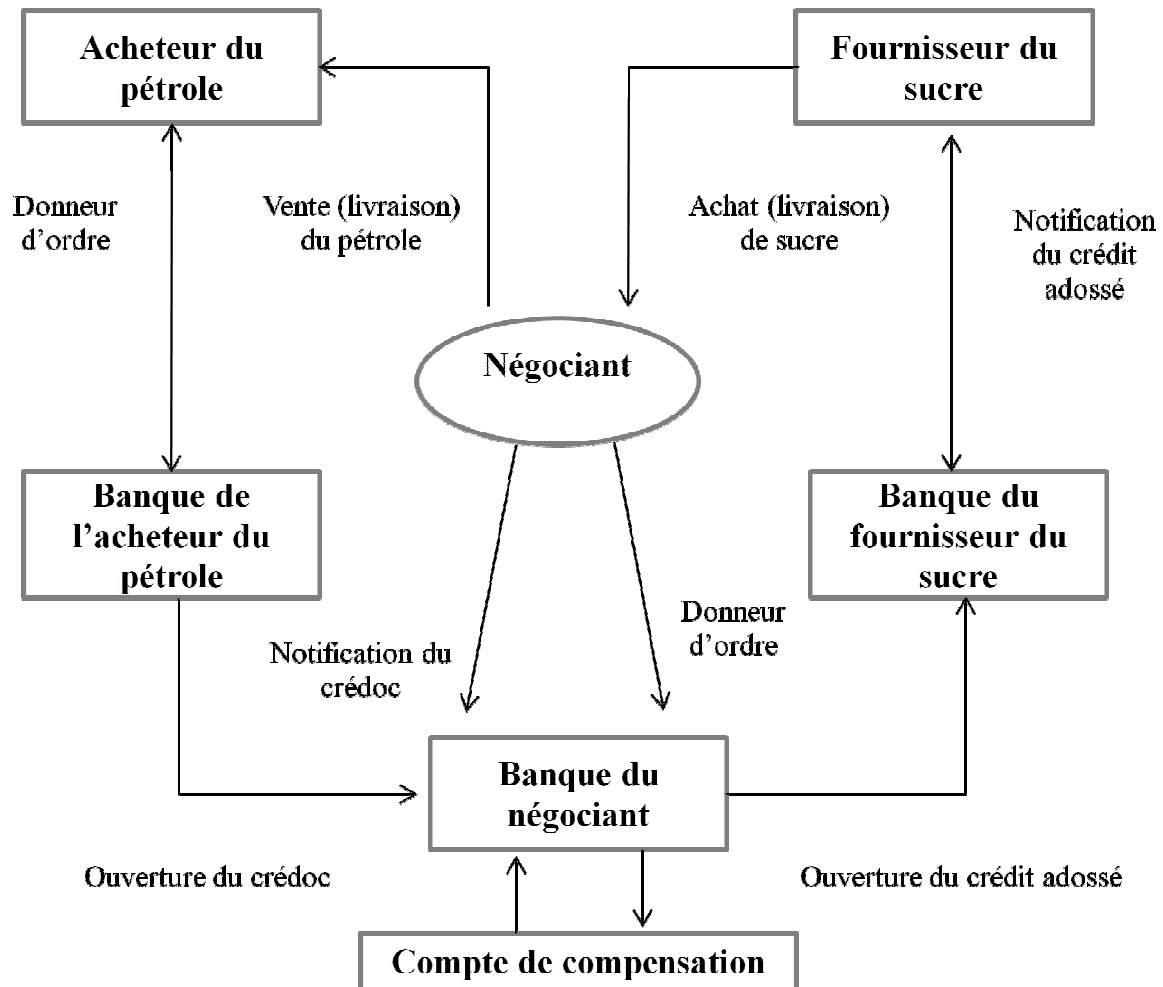 Acheteur du
pétrole
Fournisseur du
sucre
Donneur
d’ordre
Vente (livraison)
du pétrole
Achat (livraison)
de sucre
Notification
du crédit
adossé
Négociant
Banque de
l’acheteur du
pétrole
Banque du
fournisseur du
sucre
Notification du
crédoc
Donneur
d’ordre
Banque du
négociant
Ouverture du crédoc
Ouverture du crédit adossé
Compte de compensation